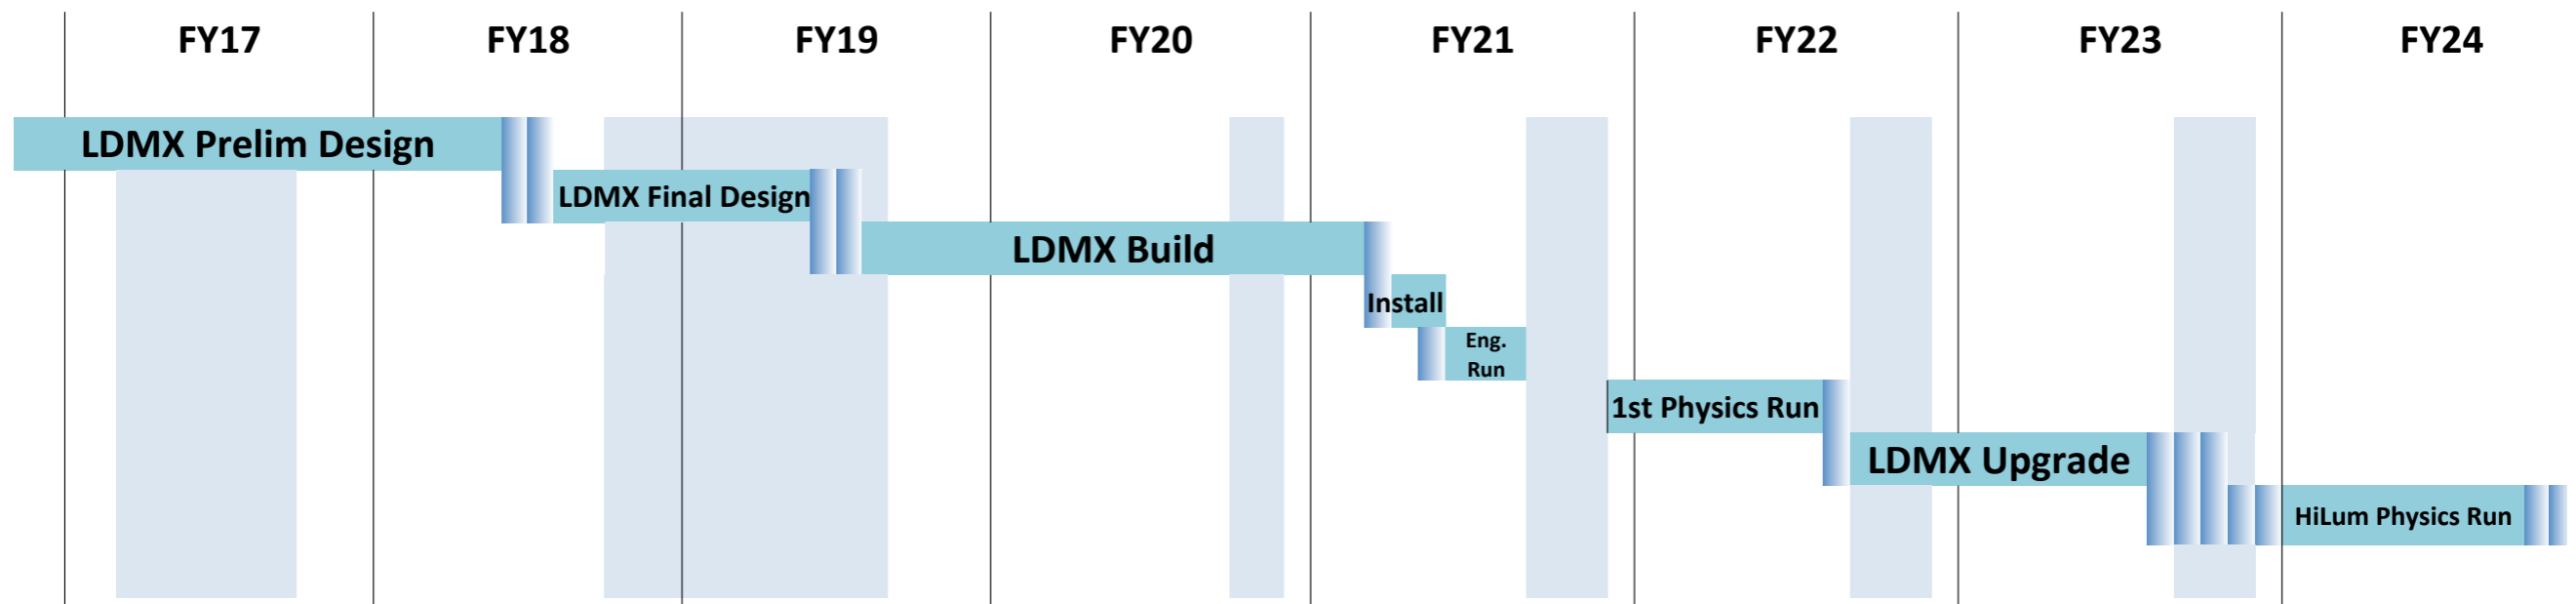 FY17 FY18 FY19 FY20 FY21 FY22 FY23 FY24
LDMX Prelim Design
LDMX Final Design
LDMX Build
Install
Eng.
Run
1st Physics Run
LDMX Upgrade
HiLum Physics Run